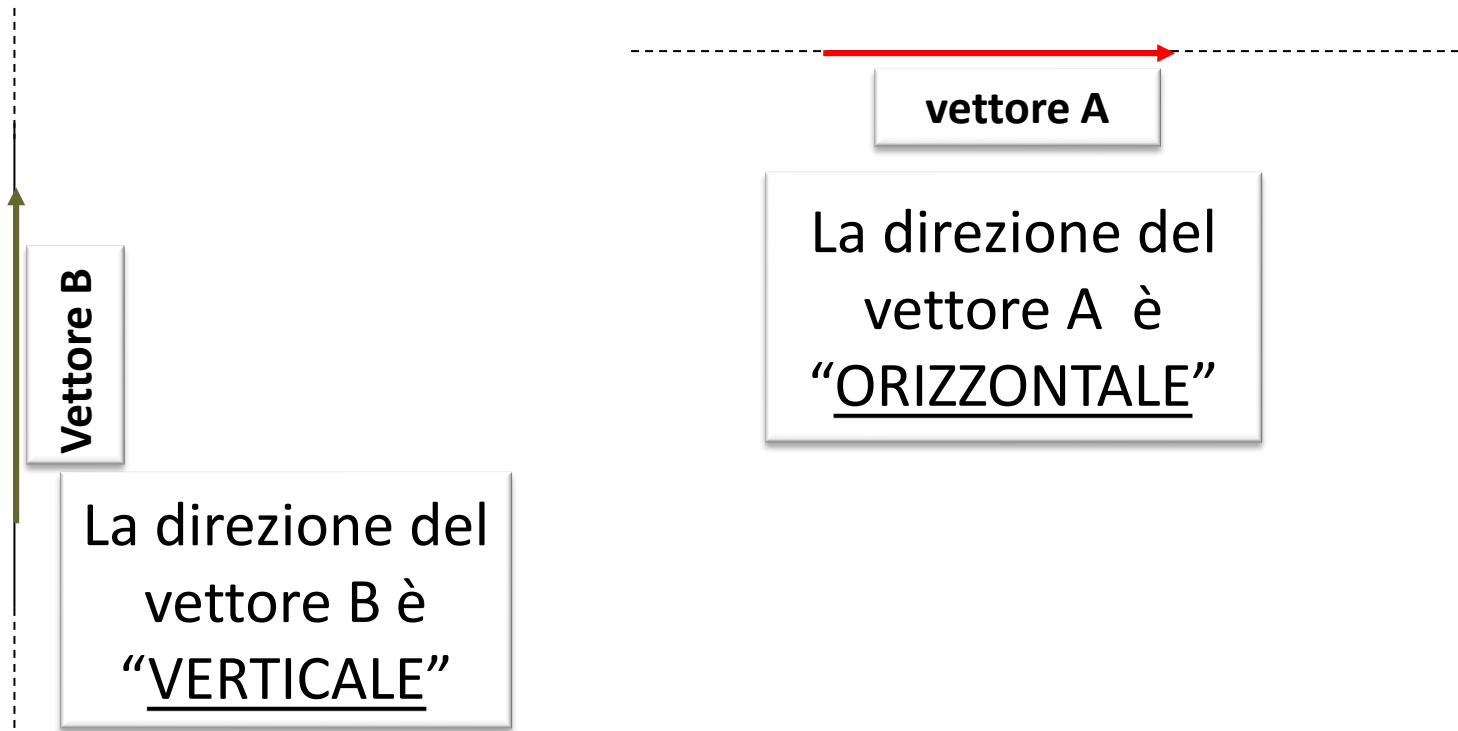 vettore A
La direzione del
vettore A è
“ORIZZONTALE”
Vettore B
La direzione del
vettore B è
“VERTICALE”